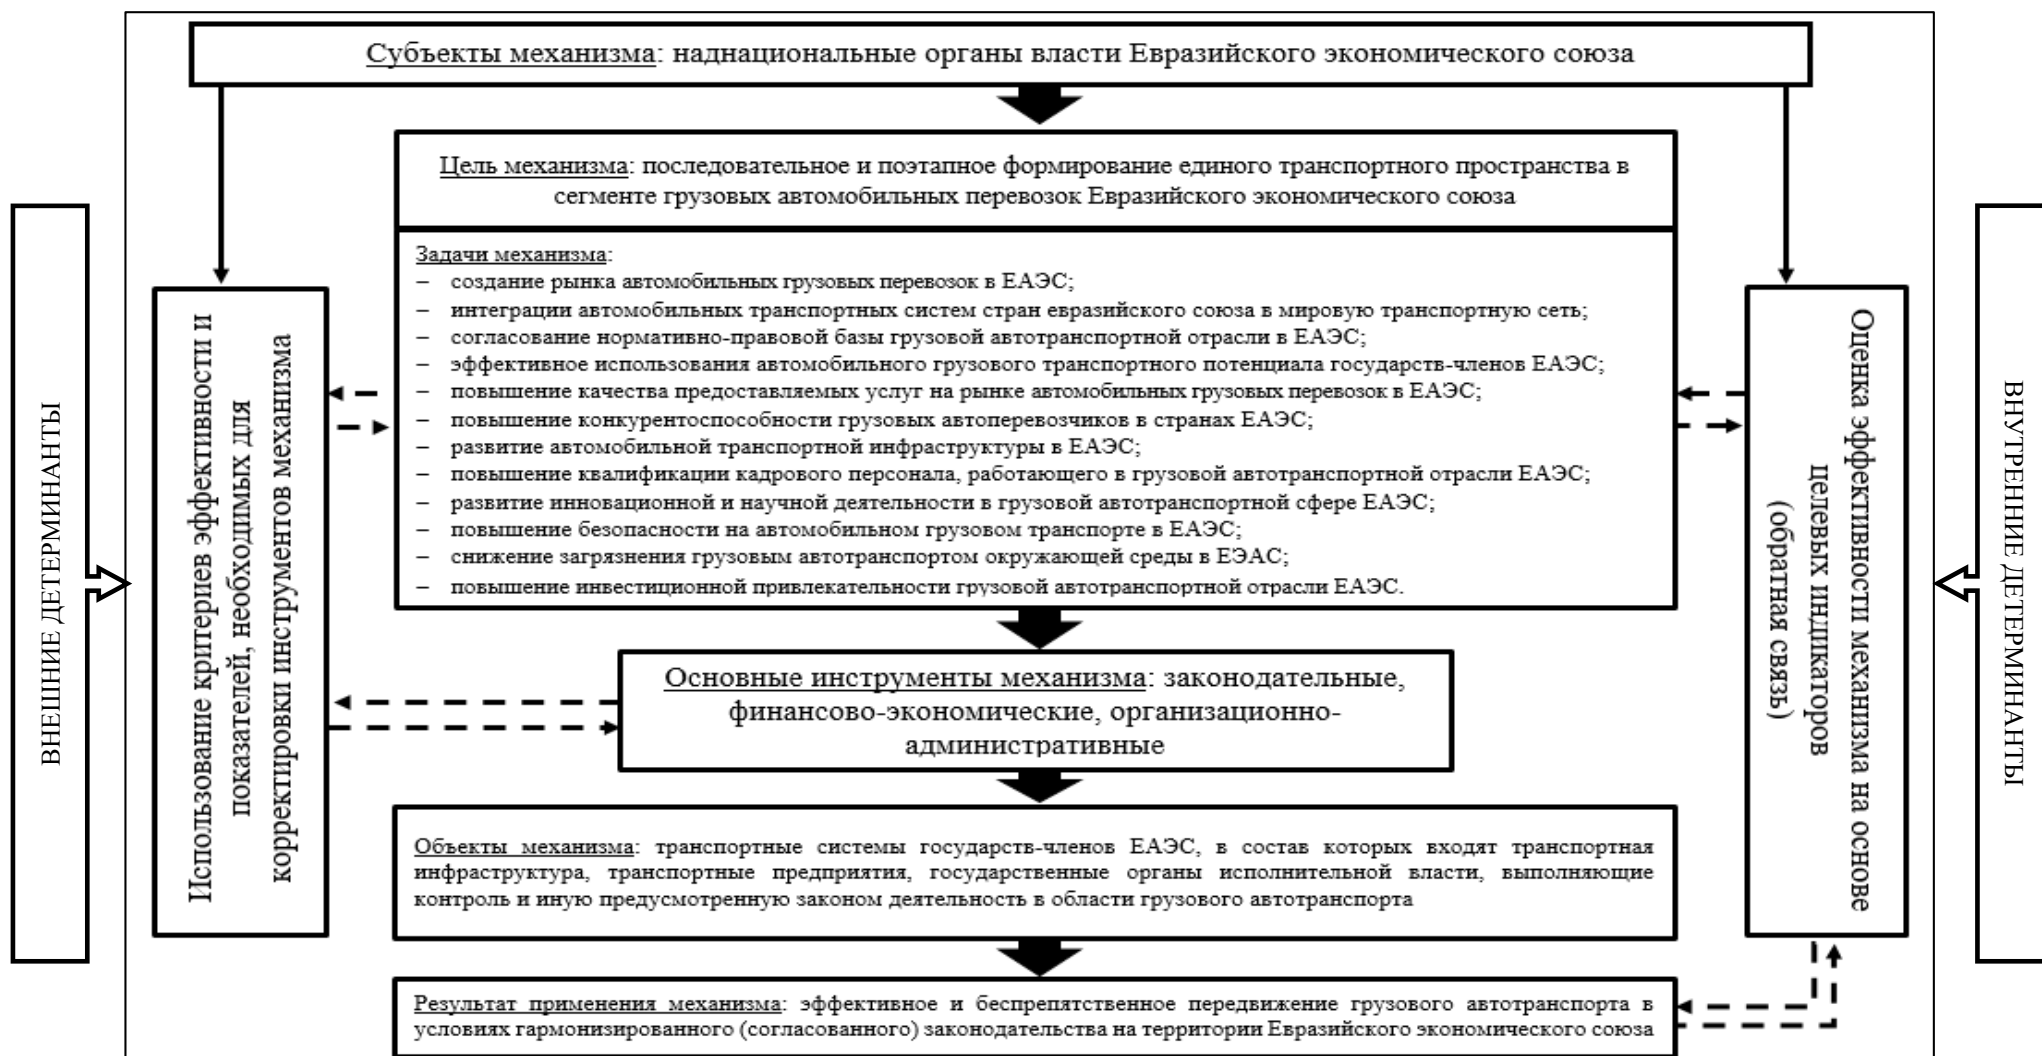 Субъекты механизма: наднациональные органы власти Евразийского экономического союза
Цель механизма: последовательное и поэтапное формирование единого транспортного пространства в
сегменте грузовых автомобильных перевозок Евразийского экономического союза
Задачи механизма:
– создание рынка автомобильных грузовых перевозок в ЕАЭС;
– интеграции автомобильных транспортных систем стран евразийского союза в мировую транспортную сеть;
– согласование нормативно-правовой базы грузовой автотранспортной отрасли в ЕАЭС;
– эффективное использования автомобильного грузового транспортного потенциала государств-членов ЕАЭС;
– повышение качества предоставляемых услуг на рынке автомобильных грузовых перевозок в ЕАЭС;
– повышение конкурентоспособности грузовых автоперевозчиков в странах ЕАЭС;
– развитие автомобильной транспортной инфраструктуры в ЕАЭС;
– повышение квалификации кадрового персонала, работающего в грузовой автотранспортной отрасли ЕАЭС;
– развитие инновационной и научной деятельности в грузовой автотранспортной сфере ЕАЭС;
– повышение безопасности на автомобильном грузовом транспорте в ЕАЭС;
– снижение загрязнения грузовым автотранспортом окружающей среды в ЕЭАС;
– повышение инвестиционной привлекательности грузовой автотранспортной отрасли ЕАЭС.
Основные инструменты механизма: законодательные,
финансово-экономические, организационно-
административные
Объекты механизма: транспортные системы государств-членов ЕАЭС, в состав которых входят транспортная
инфраструктура, транспортные предприятия, государственные органы исполнительной власти, выполняющие
контроль и иную предусмотренную законом деятельность в области грузового автотранспорта
Результат применения механизма: эффективное и беспрепятственное передвижение грузового автотранспорта в
условиях гармонизированного (согласованного) законодательства на территории Евразийского экономического союза
ВНЕШНИЕ ДЕТЕРМИНАНТЫ
Использование критериев эффективности и
показателей, необходимых для
корректировки инструментов механизма
Оценка эффективности механизма на основе
целевых индикаторов
(обратная связь)
ВНУТРЕННИЕ ДЕТЕРМИНАНТЫ